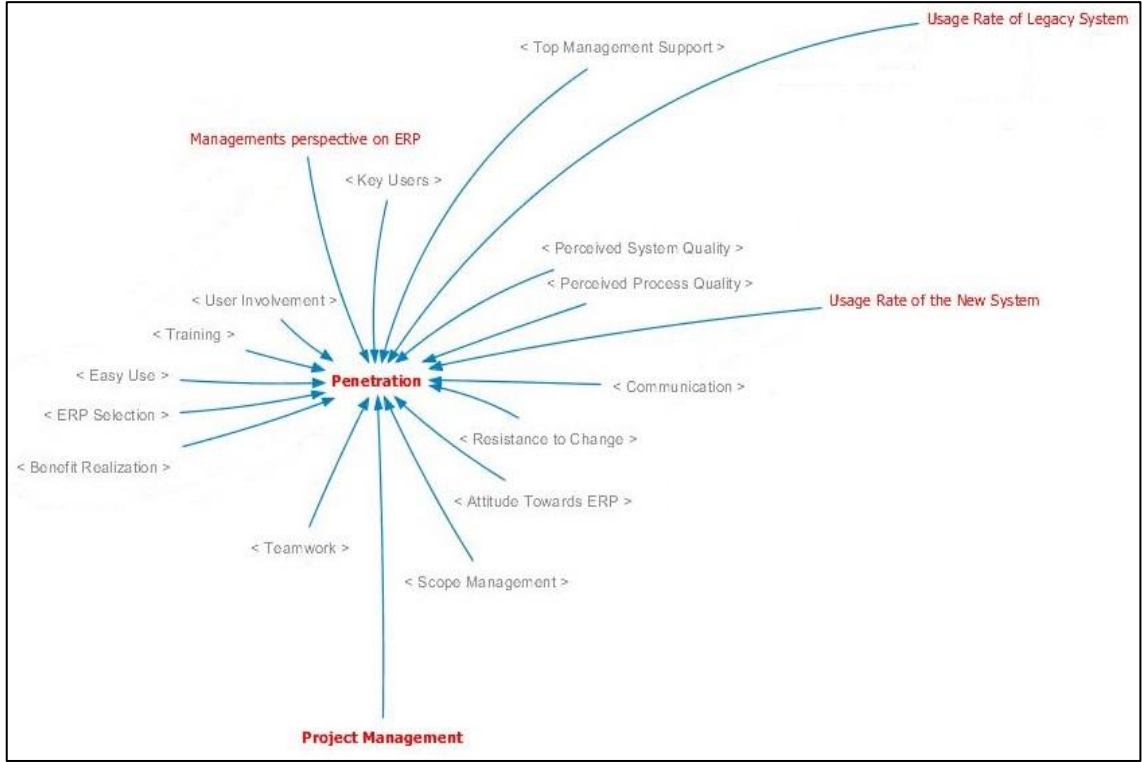 Usage Rate of Legacy System
< Top Management Support >
Managements perspective on ERP
< Key Users >
< Perceived System Quality >
< Perceived Process Quality >
< User Involvement >
Usage Rate of the New System
< Training >
< Easy Use >
Penetration
< Communication >
< ERP Selection >
< Resistance to Change >
< Benefit Realization >
< Attitude Towards ERP >
< Teamwork >
< Scope Management >
Project Management